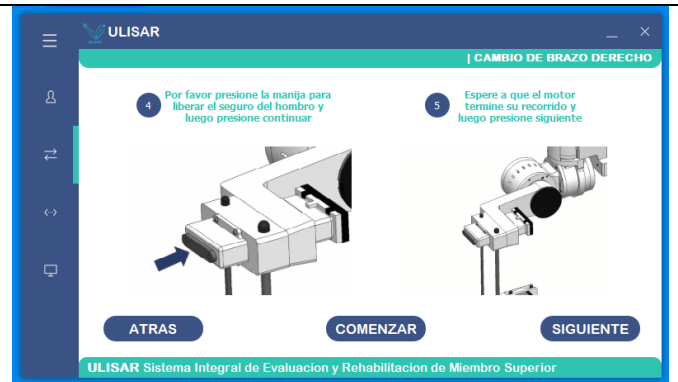 ULISAR
| CAMBIO DE BRAZO DERECHO
4
Por favor presione la manija para
liberar el seguro del hombro y
luego presione continuar
5
Espere a que el motor
termine su recorrido y
luego presione siguiente
ATRAS
COMENZAR
SIGUIENTE
ULISAR Sistema Integral de Evaluacion y Rehabilitacion de Miembro Superior